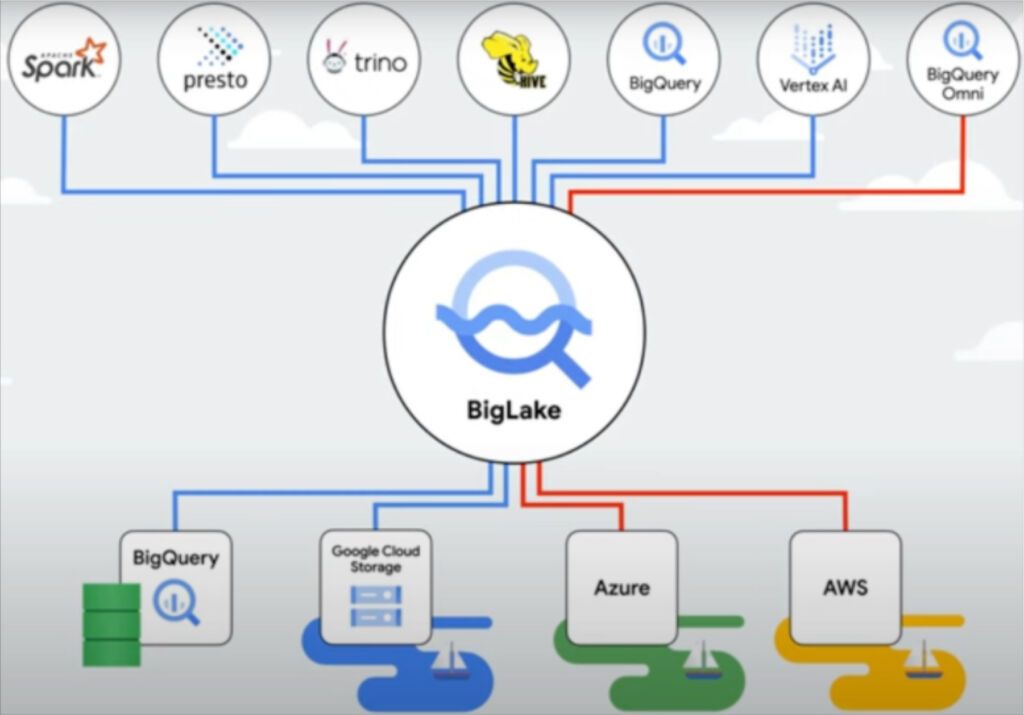 APACHE
Spark
presto
trino
HIVE
BigQuery
Vertex AI
BigQuery
Omni
BigLake
BigQuery
Google Cloud
Storage
Azure
AWS